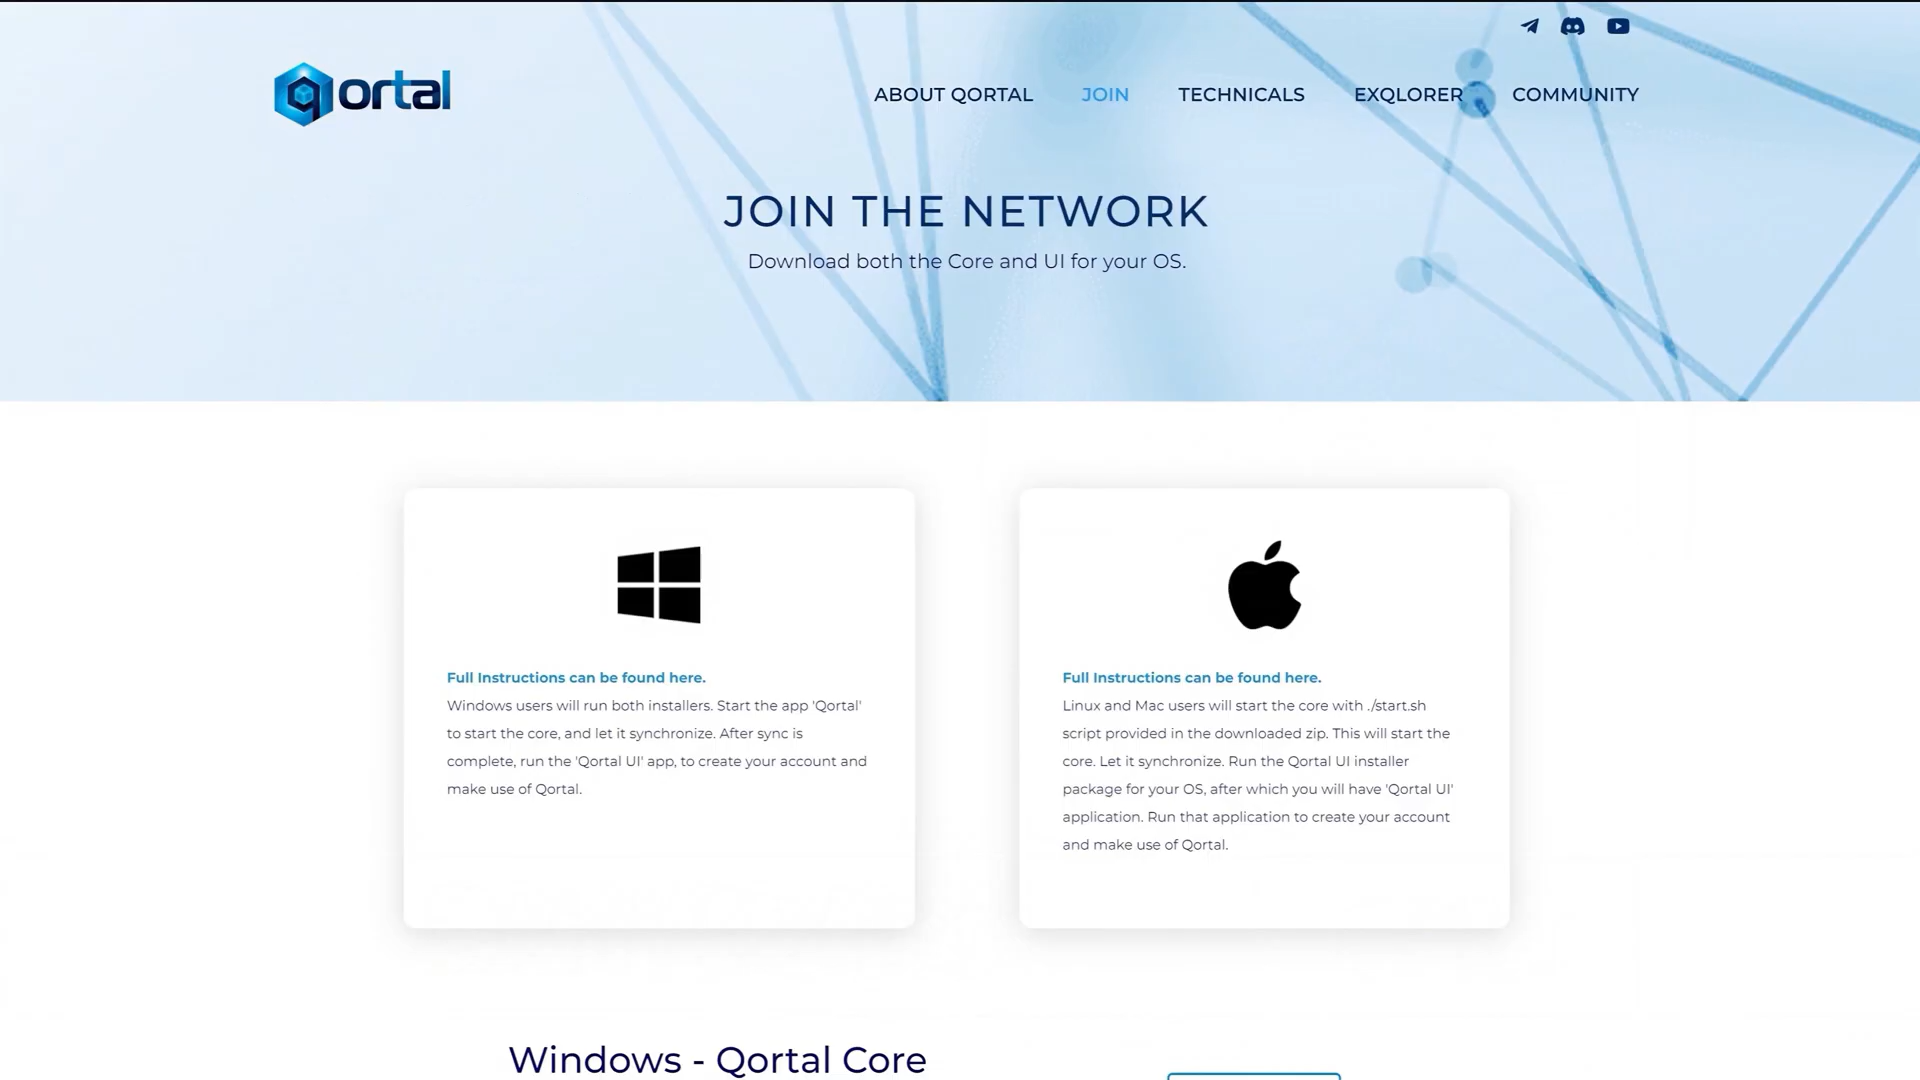 qortal
ABOUT QORTAL JOIN TECHNICALS EXQLORER COMMUNITY
JOIN THE NETWORK
Download both the Core and UI for your OS.
Full Instructions can be found here.
Windows users will run both installers. Start the app 'Qortal'
to start the core, and let it synchronize. After sync is
complete, run the 'Qortal UI' app, to create your account and
make use of Qortal.
Full Instructions can be found here.
Linux and Mac users will start the core with ./start.sh
script provided in the downloaded zip. This will start the
core. Let it synchronize. Run the Qortal UI installer
package for your OS, after which you will have 'Qortal UI'
application. Run that application to create your account
and make use of Qortal.
Windows - Qortal Core